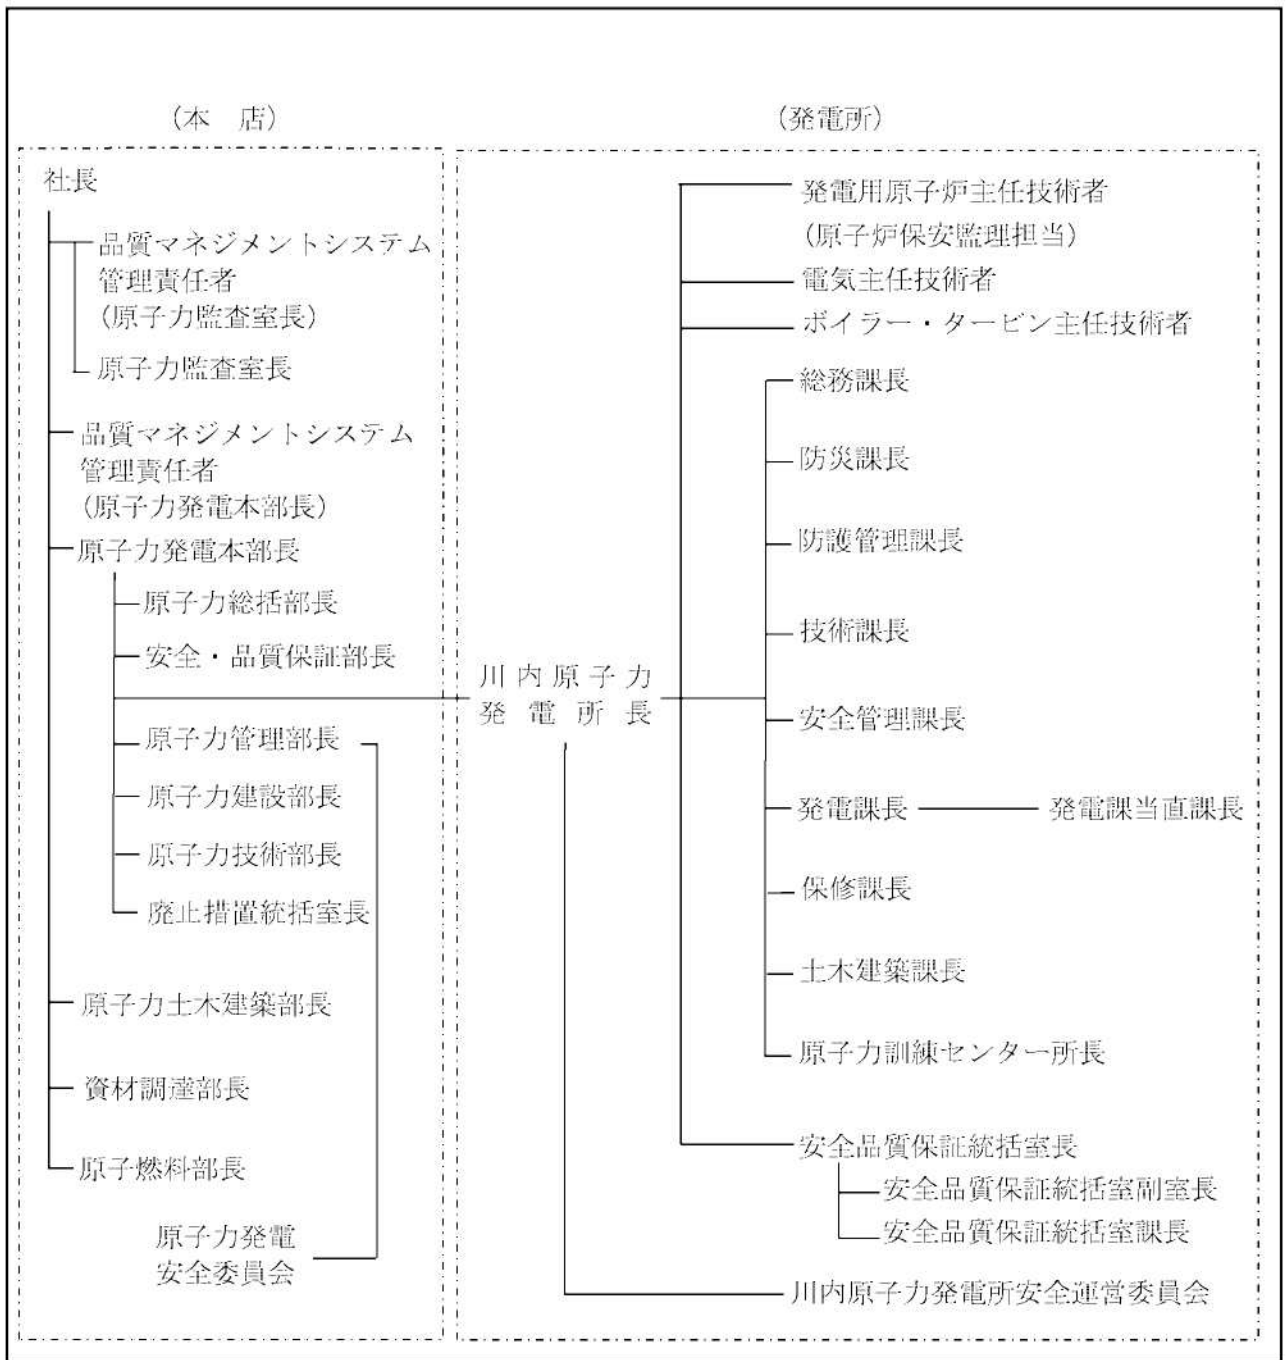 (本 店)
社長
品質マネジメントシステム
管理責任者
(原子力監査室長)
原子力監査室長
品質マネジメントシステム
管理責任者
(原子力発電本部長)
原子力発電本部長
原子力総括部長
安全・品質保証部長
原子力管理部長
原子力建設部長
原子力技術部長
廃止措置統括室長
原子力土木建築部長
資材調達部長
原子燃料部長
原子力発電
安全委員会
(発電所)
川内原子力
発電所長
発電用原子炉主任技術者
(原子炉保安監理担当)
電気主任技術者
ボイラー・タービン主任技術者
総務課長
防災課長
防護管理課長
技術課長
安全管理課長
発電課長
発電課当直課長
保修課長
土木建築課長
原子力訓練センター所長
安全品質保証統括室長
安全品質保証統括室副室長
安全品質保証統括室課長
川内原子力発電所安全運営委員会